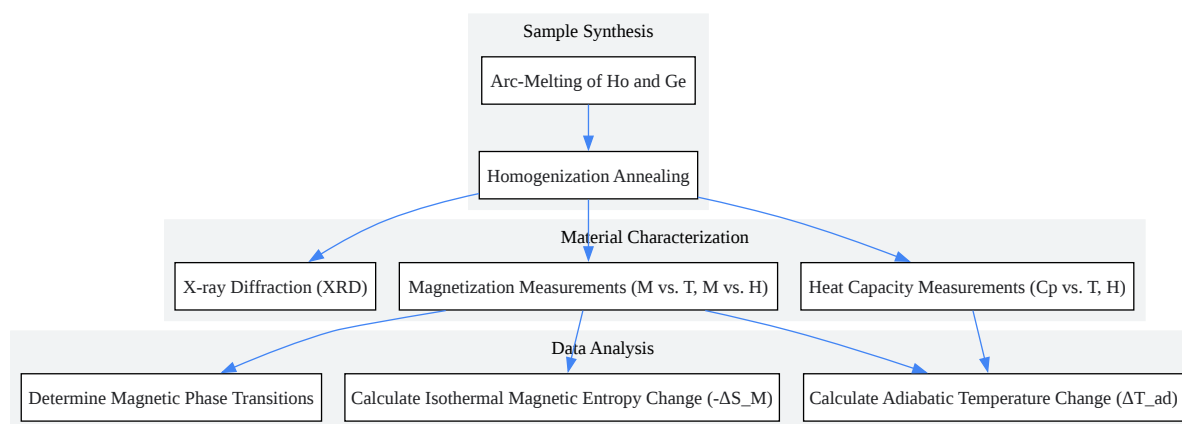 Sample Synthesis
Arc-Melting of Ho and Ge
Homogenization Annealing
Material Characterization
X-ray Diffraction (XRD)
Magnetization Measurements (M vs. T, M vs. H)
Heat Capacity Measurements (Cp vs. T, H)
Data Analysis
Determine Magnetic Phase Transitions
Calculate Isothermal Magnetic Entropy Change (-ΔS_M)
Calculate Adiabatic Temperature Change (ΔT_ad)